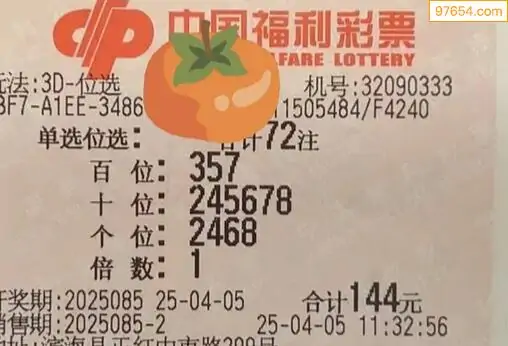 97654.com
中国福利彩票
FARE LOTTERY
玩法:3D-位选 机号:32090333
3F7-A1EE-3486 11505484/F4240
单选位选: 合计72注
百 位: 357
十 位: 245678
个 位: 2468
倍 数: 1
开奖期:2025085 25-04-05 合计144元
销售期:2025085-2 25-04-05 11:32:56